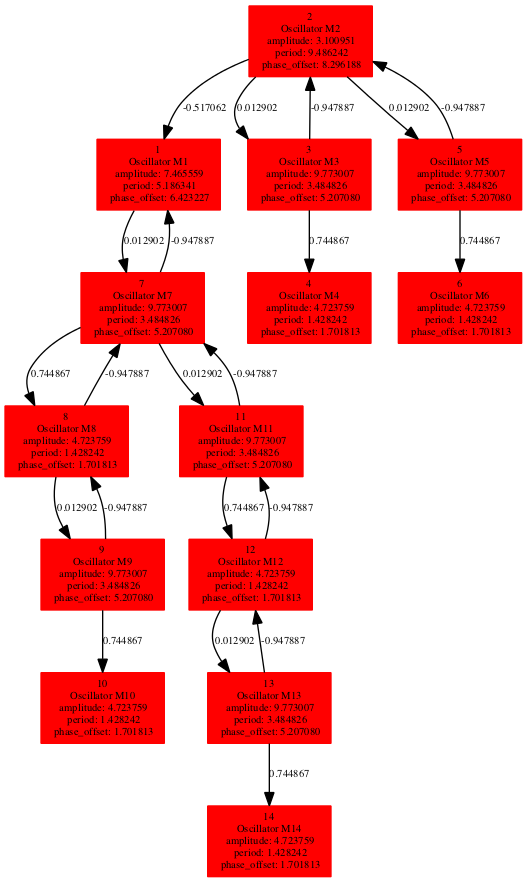 2
Oscillator M2
amplitude: 3.100951
period: 9.486242
phase_offset: 8.296188
-0.517062
0.012902
-0.947887
0.012902
-0.947887
1
Oscillator M1
amplitude: 7.465559
period: 5.186341
phase_offset: 6.423227
3
Oscillator M3
amplitude: 9.773007
period: 3.484826
phase_offset: 5.207080
5
Oscillator M5
amplitude: 9.773007
period: 3.484826
phase_offset: 5.207080
0.012902
-0.947887
0.744867
0.744867
7
Oscillator M7
amplitude: 9.773007
period: 3.484826
phase_offset: 5.207080
4
Oscillator M4
amplitude: 4.723759
period: 1.428242
phase_offset: 1.701813
6
Oscillator M6
amplitude: 4.723759
period: 1.428242
phase_offset: 1.701813
0.744867
-0.947887
0.012902
-0.947887
8
Oscillator M8
amplitude: 4.723759
period: 1.428242
phase_offset: 1.701813
11
Oscillator M11
amplitude: 9.773007
period: 3.484826
phase_offset: 5.207080
0.012902
-0.947887
0.744867
-0.947887
9
Oscillator M9
amplitude: 9.773007
period: 3.484826
phase_offset: 5.207080
12
Oscillator M12
amplitude: 4.723759
period: 1.428242
phase_offset: 1.701813
0.744867
0.012902
-0.947887
10
Oscillator M10
amplitude: 4.723759
period: 1.428242
phase_offset: 1.701813
13
Oscillator M13
amplitude: 9.773007
period: 3.484826
phase_offset: 5.207080
0.744867
14
Oscillator M14
amplitude: 4.723759
period: 1.428242
phase_offset: 1.701813